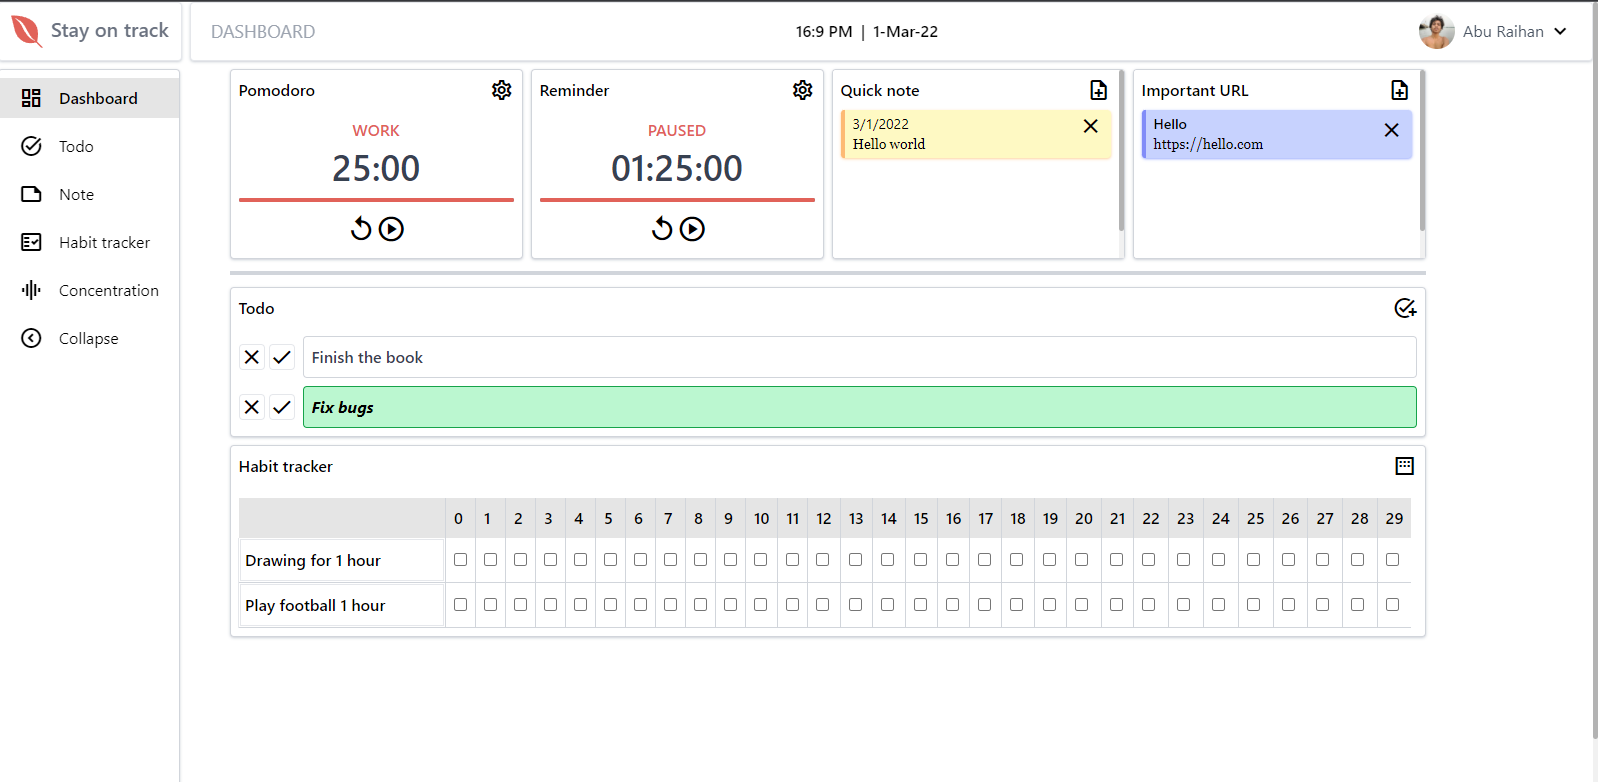 Stay on track
DASHBOARD
16:9 PM | 1-Mar-22
Abu Raihan
Dashboard
Todo
Note
Habit tracker
Concentration
Collapse
Pomodoro
WORK
25:00
Reminder
PAUSED
01:25:00
Quick note
3/1/2022
Hello world
Important URL
Hello
https://hello.com
Todo
Finish the book
Fix bugs
Habit tracker
0 1 2 3 4 5 6 7 8 9 10 11 12 13 14 15 16 17 18 19 20 21 22 23 24 25 26 27 28 29
Drawing for 1 hour
Play football 1 hour